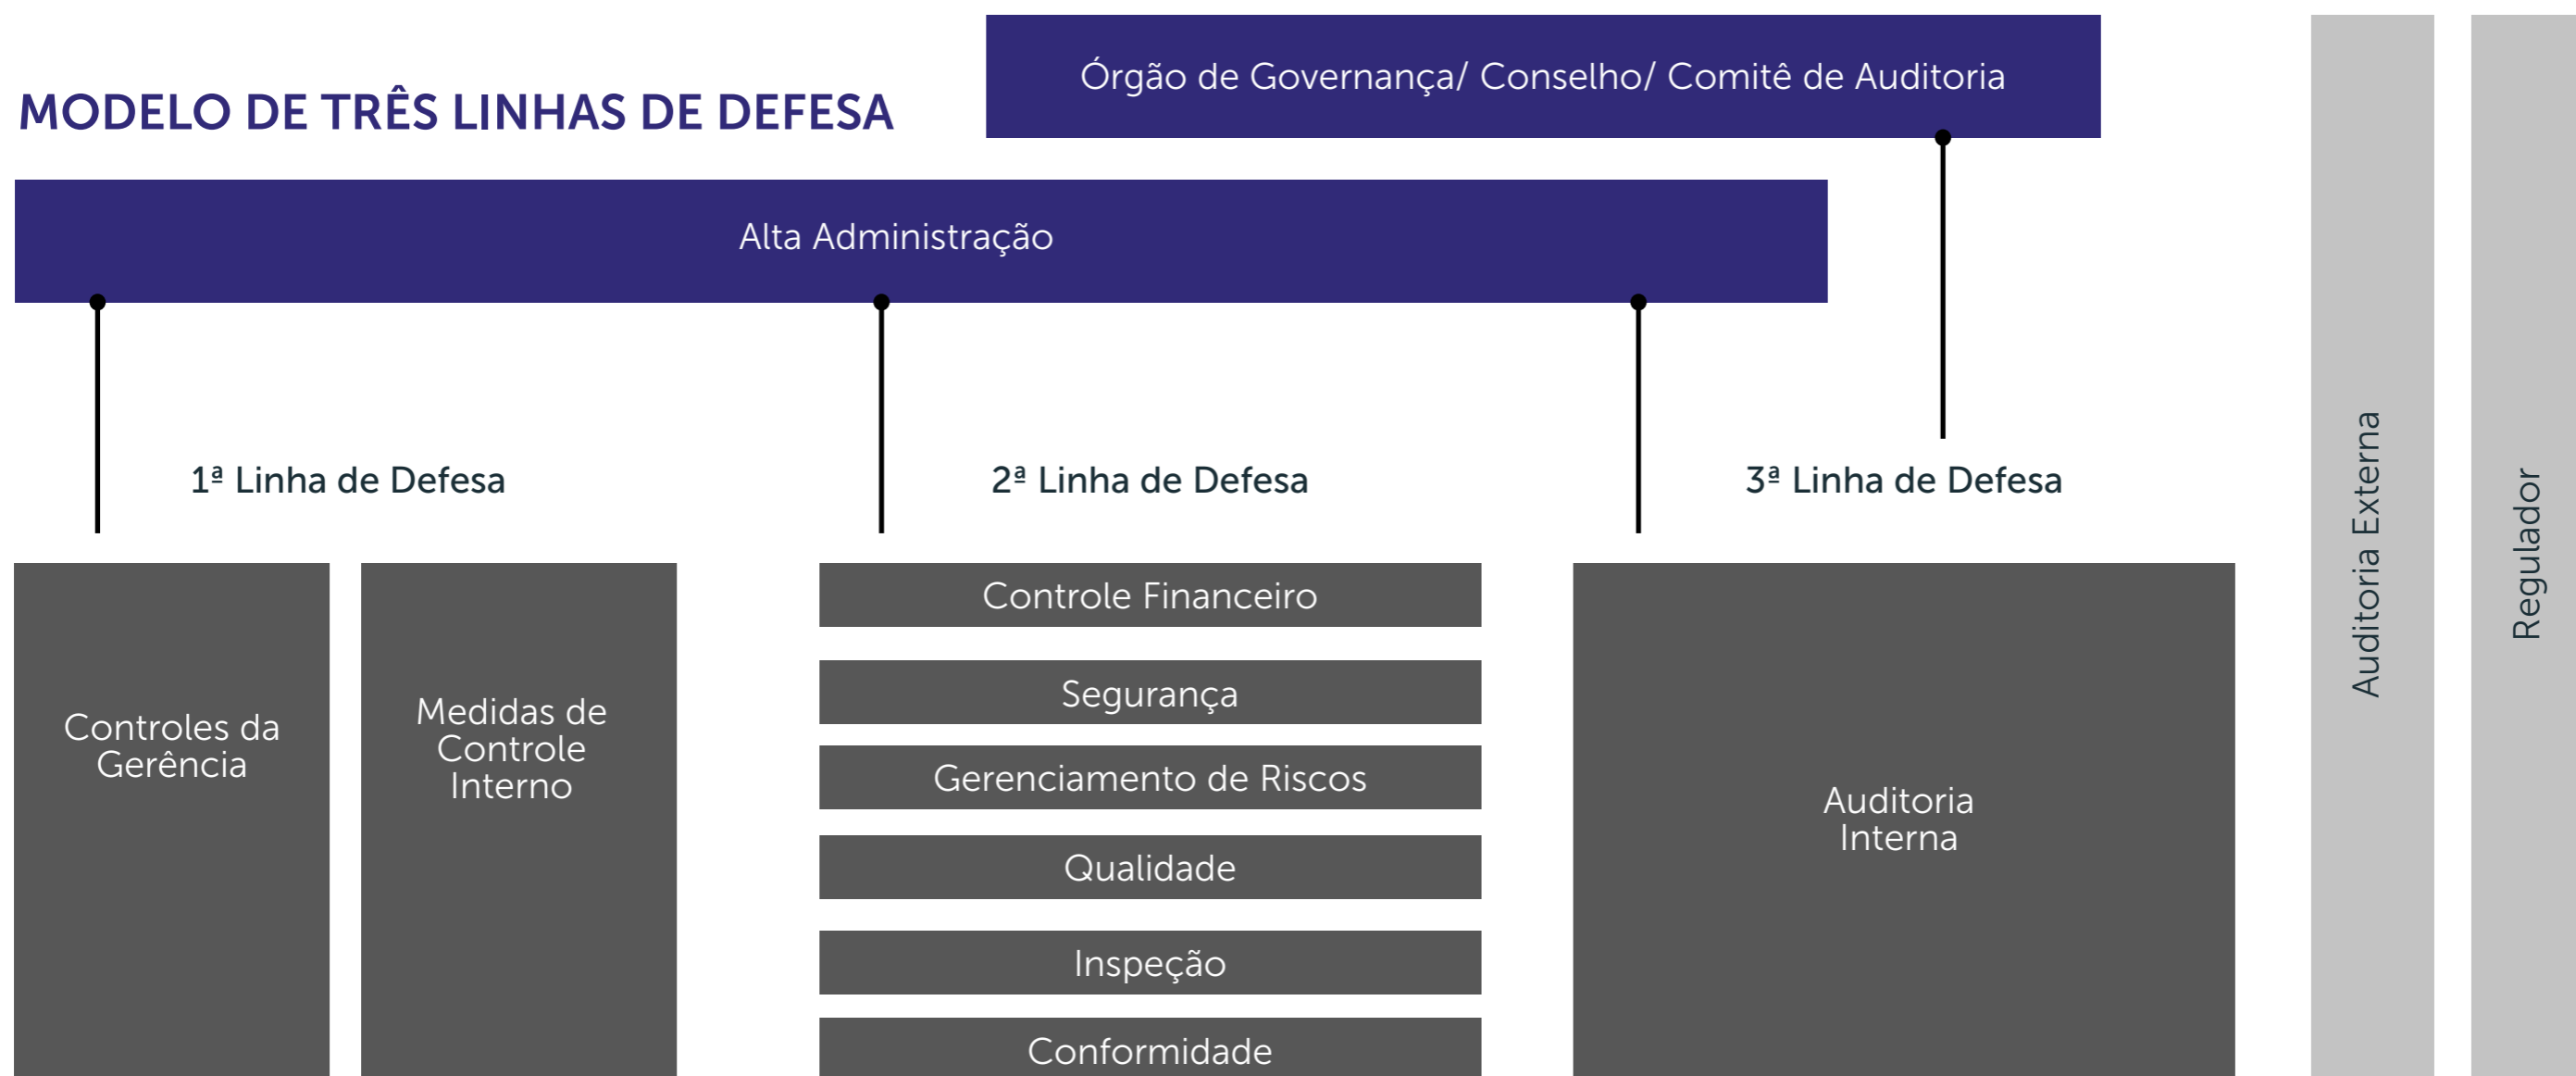 Órgão de Governança/ Conselho/ Comitê de Auditoria
MODELO DE TRÊS LINHAS DE DEFESA
Alta Administração
1ª Linha de Defesa
2ª Linha de Defesa
3ª Linha de Defesa
Controles da
Gerência
Medidas de
Controle
Interno
Controle Financeiro
Segurança
Gerenciamento de Riscos
Qualidade
Inspeção
Conformidade
Auditoria
Interna
Auditoria Externa
Regulador